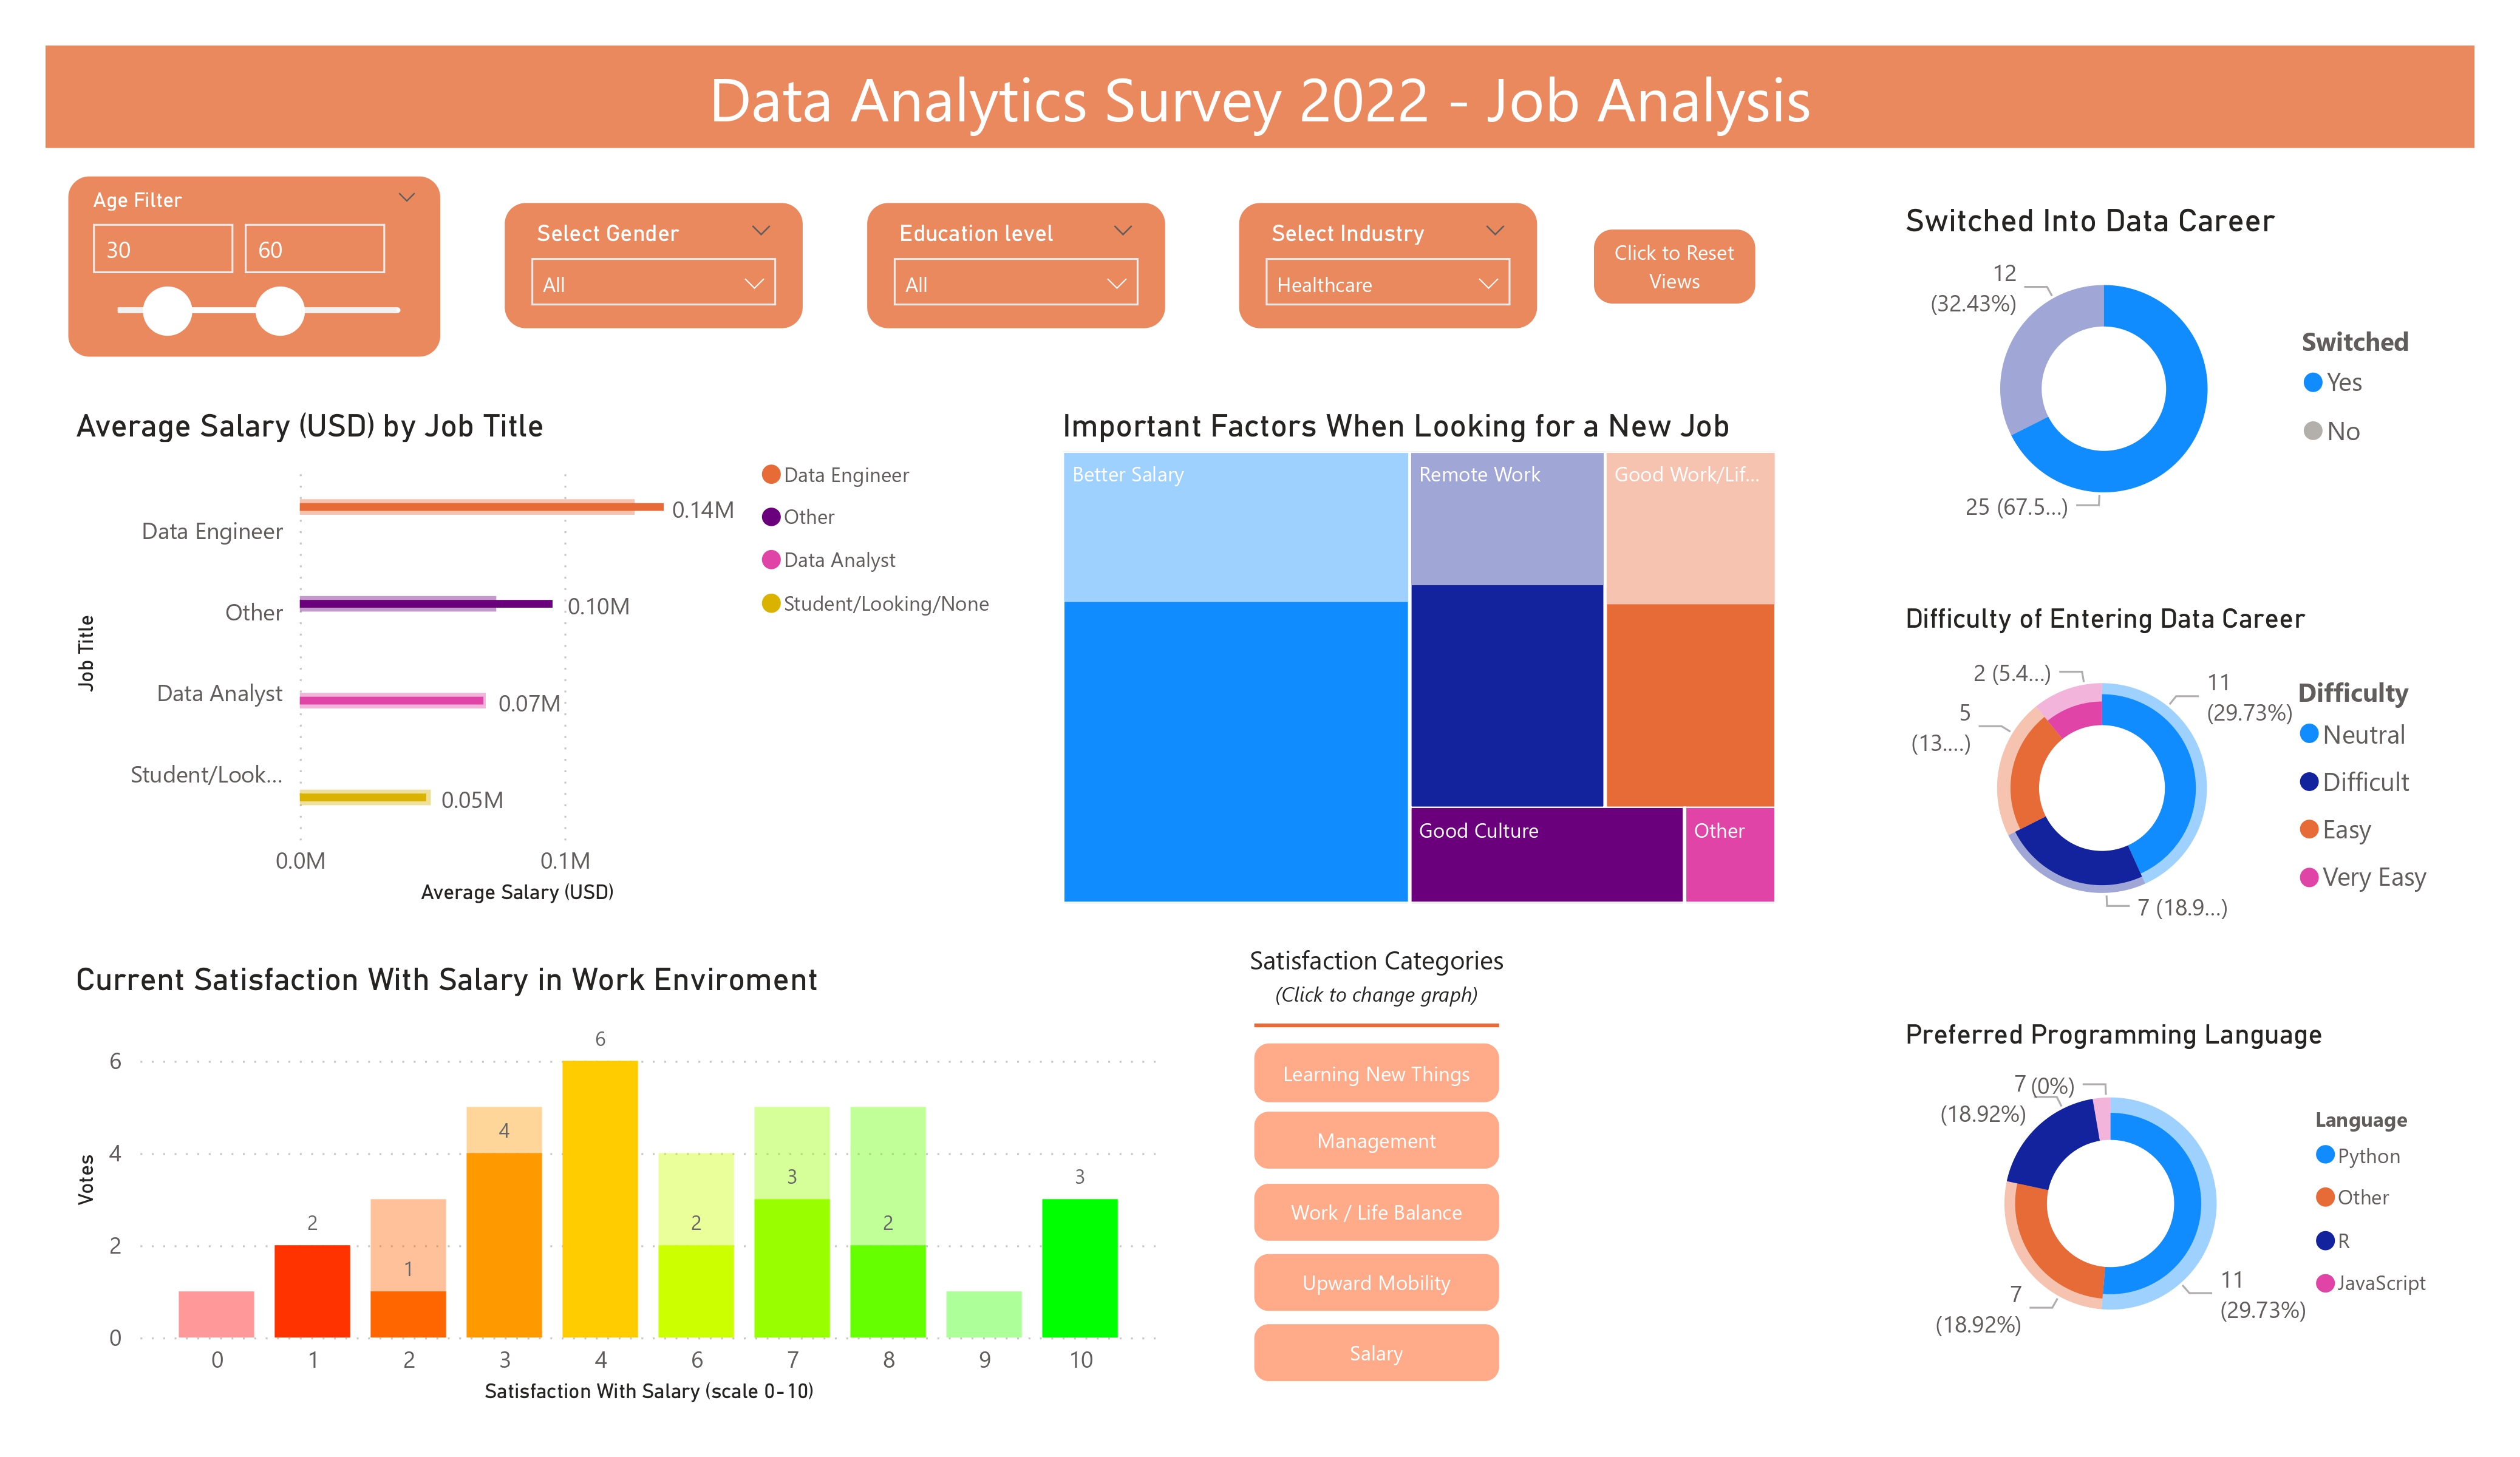 Data Analytics Survey 2022 - Job Analysis
Age Filter
30
60
Select Gender
All
Education level
All
Select Industry
Healthcare
Click to Reset
Views
Switched Into Data Career
12
(32.43%)
25 (67.5...)
Switched
Yes
No
Average Salary (USD) by Job Title
Job Title
Data Engineer
Other
Data Analyst
Student/Look...
0.14M
0.10M
0.07M
0.05M
0.0M
0.1M
Average Salary (USD)
Data Engineer
Other
Data Analyst
Student/Looking/None
Important Factors When Looking for a New Job
Better Salary
Remote Work
Good Work/Lif...
Good Culture
Other
Difficulty of Entering Data Career
2 (5.4...)
11
(29.73%)
5
(13....)
7 (18.9...)
Difficulty
Neutral
Difficult
Easy
Very Easy
Current Satisfaction With Salary in Work Enviroment
Votes
6
4
2
0
2
1
4
6
2
3
2
3
0
1
2
3
4
6
7
8
9
10
Satisfaction With Salary (scale 0-10)
Satisfaction Categories
(Click to change graph)
Learning New Things
Management
Work / Life Balance
Upward Mobility
Salary
Preferred Programming Language
7 (0%)
(18.92%)
7
(18.92%)
11
(29.73%)
Language
Python
Other
R
JavaScript